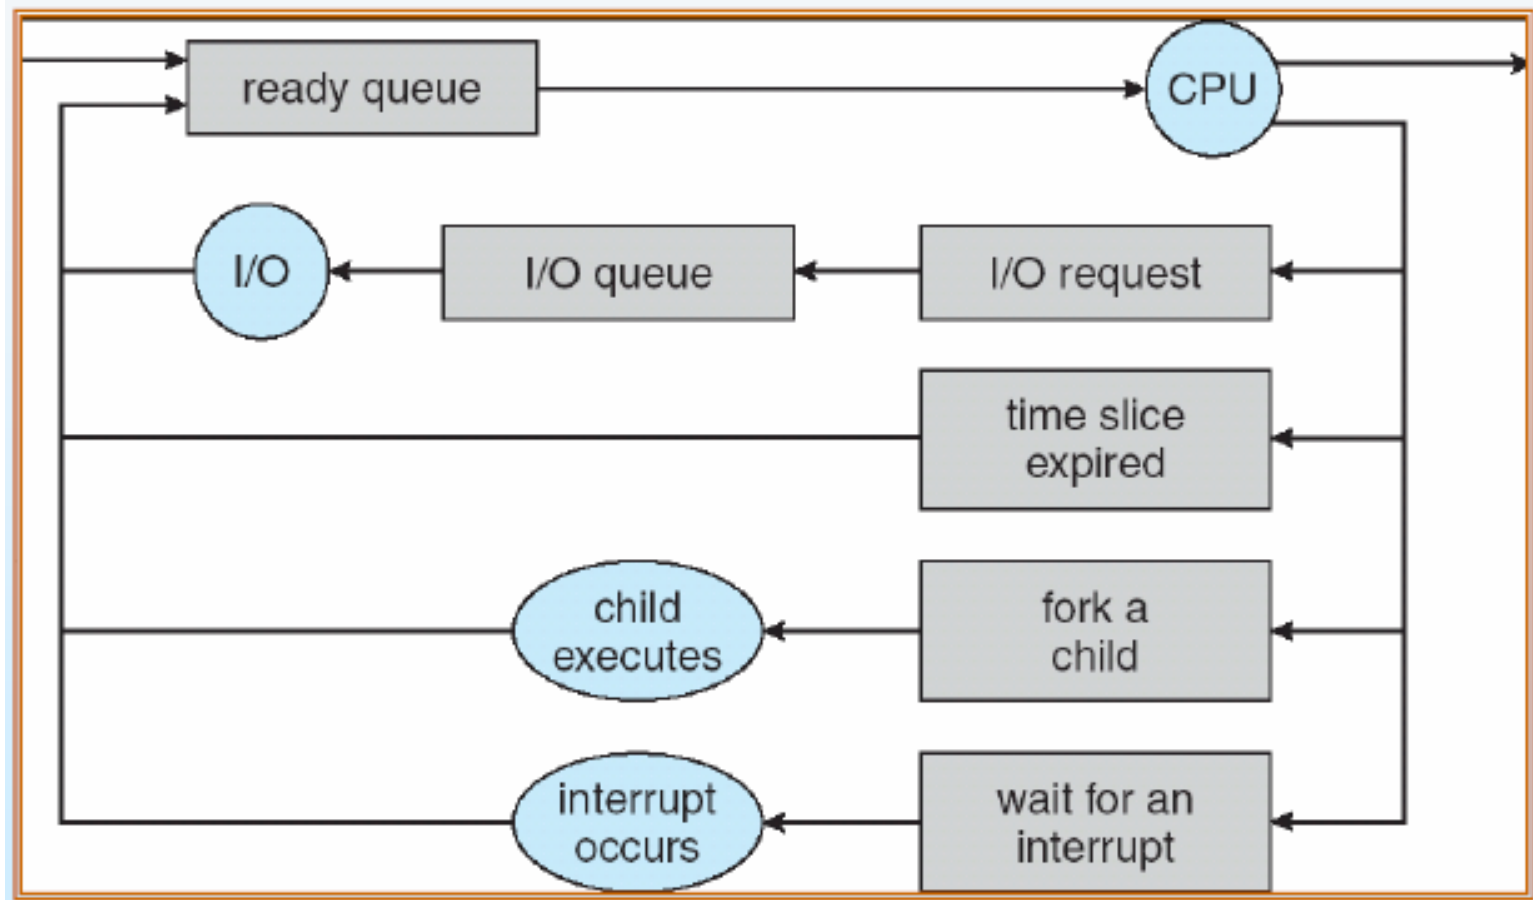 ready queue
CPU
I/O
I/O queue
I/O request
time slice
expired
child
executes
fork a
child
interrupt
occurs
wait for an
interrupt